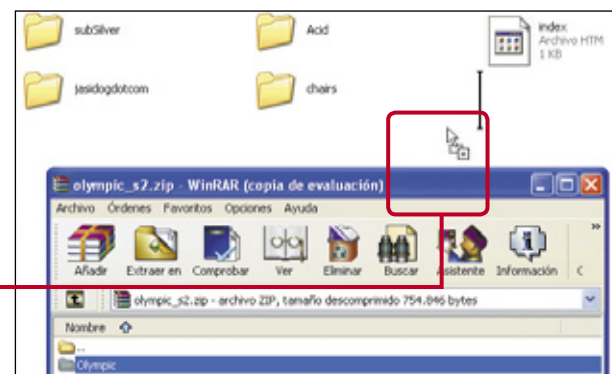 subSilver
Acid
index
Archivo HTM
1 KB
jasidogdotcom
chairs
olympic_s2.zip - WinRAR (copia de evaluación)
Archivo Órdenes Favoritos Opciones Ayuda
Añadir Extraer en Comprobar Ver Eliminar Buscar Asistente Información C
olympic_s2.zip - archivo ZIP, tamaño descomprimido 754.846 bytes
Nombre
..
Olympic